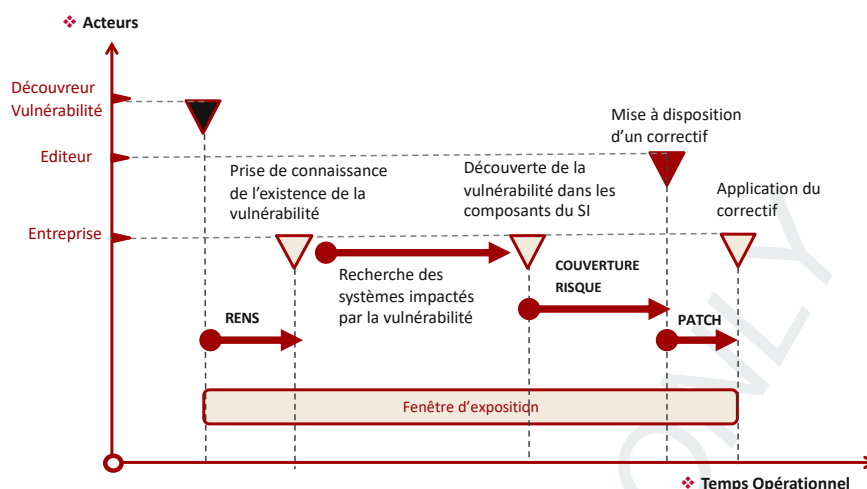 ❖ Acteurs
Découvreur
Vulnérabilité
Mise à disposition
d'un correctif
Editeur
Prise de connaissance
de l'existence de la
vulnérabilité
Découverte de la
vulnérabilité dans les
composants du SI
Application du
correctif
Entreprise
Recherche des
systèmes impactés
par la vulnérabilité
COUVERTURE
RISQUE
RENS
PATCH
Fenêtre d'exposition
ONLY
❖ Temps Opérationnel